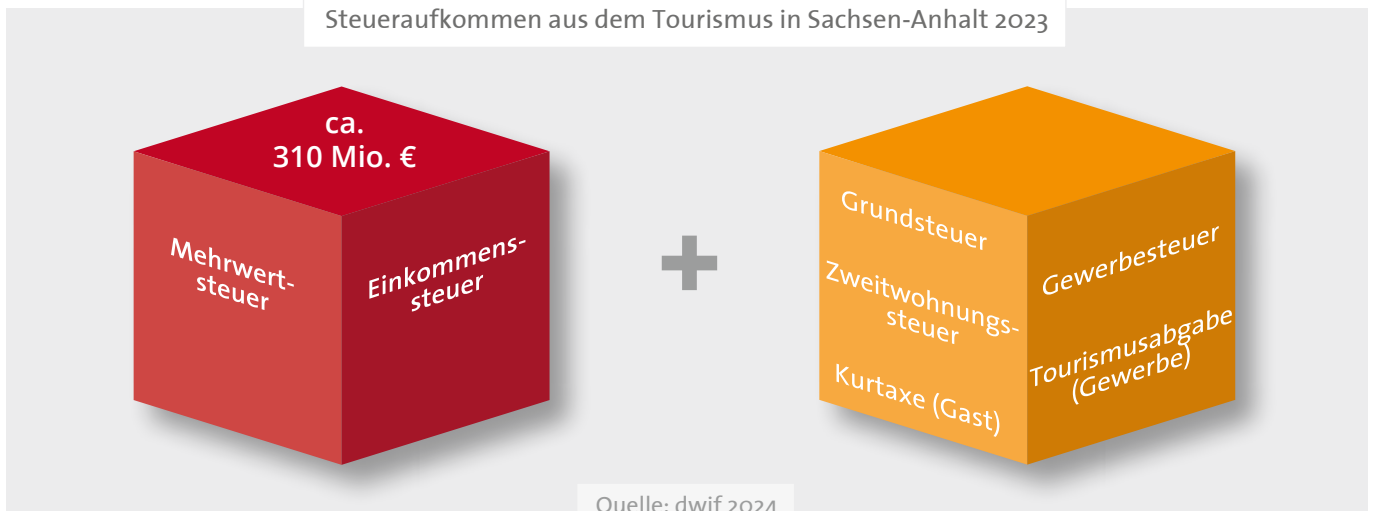 Steueraufkommen aus dem Tourismus in Sachsen-Anhalt 2023
ca.
310 Mio. €
Mehrwert-
steuer
Einkommens-
steuer
+
Grundsteuer
Zweitwohnungs-
steuer
Kurtaxe (Gast)
Gewerbesteuer
Tourismusabgabe
(Gewerbe)
Quelle: dwif 2024